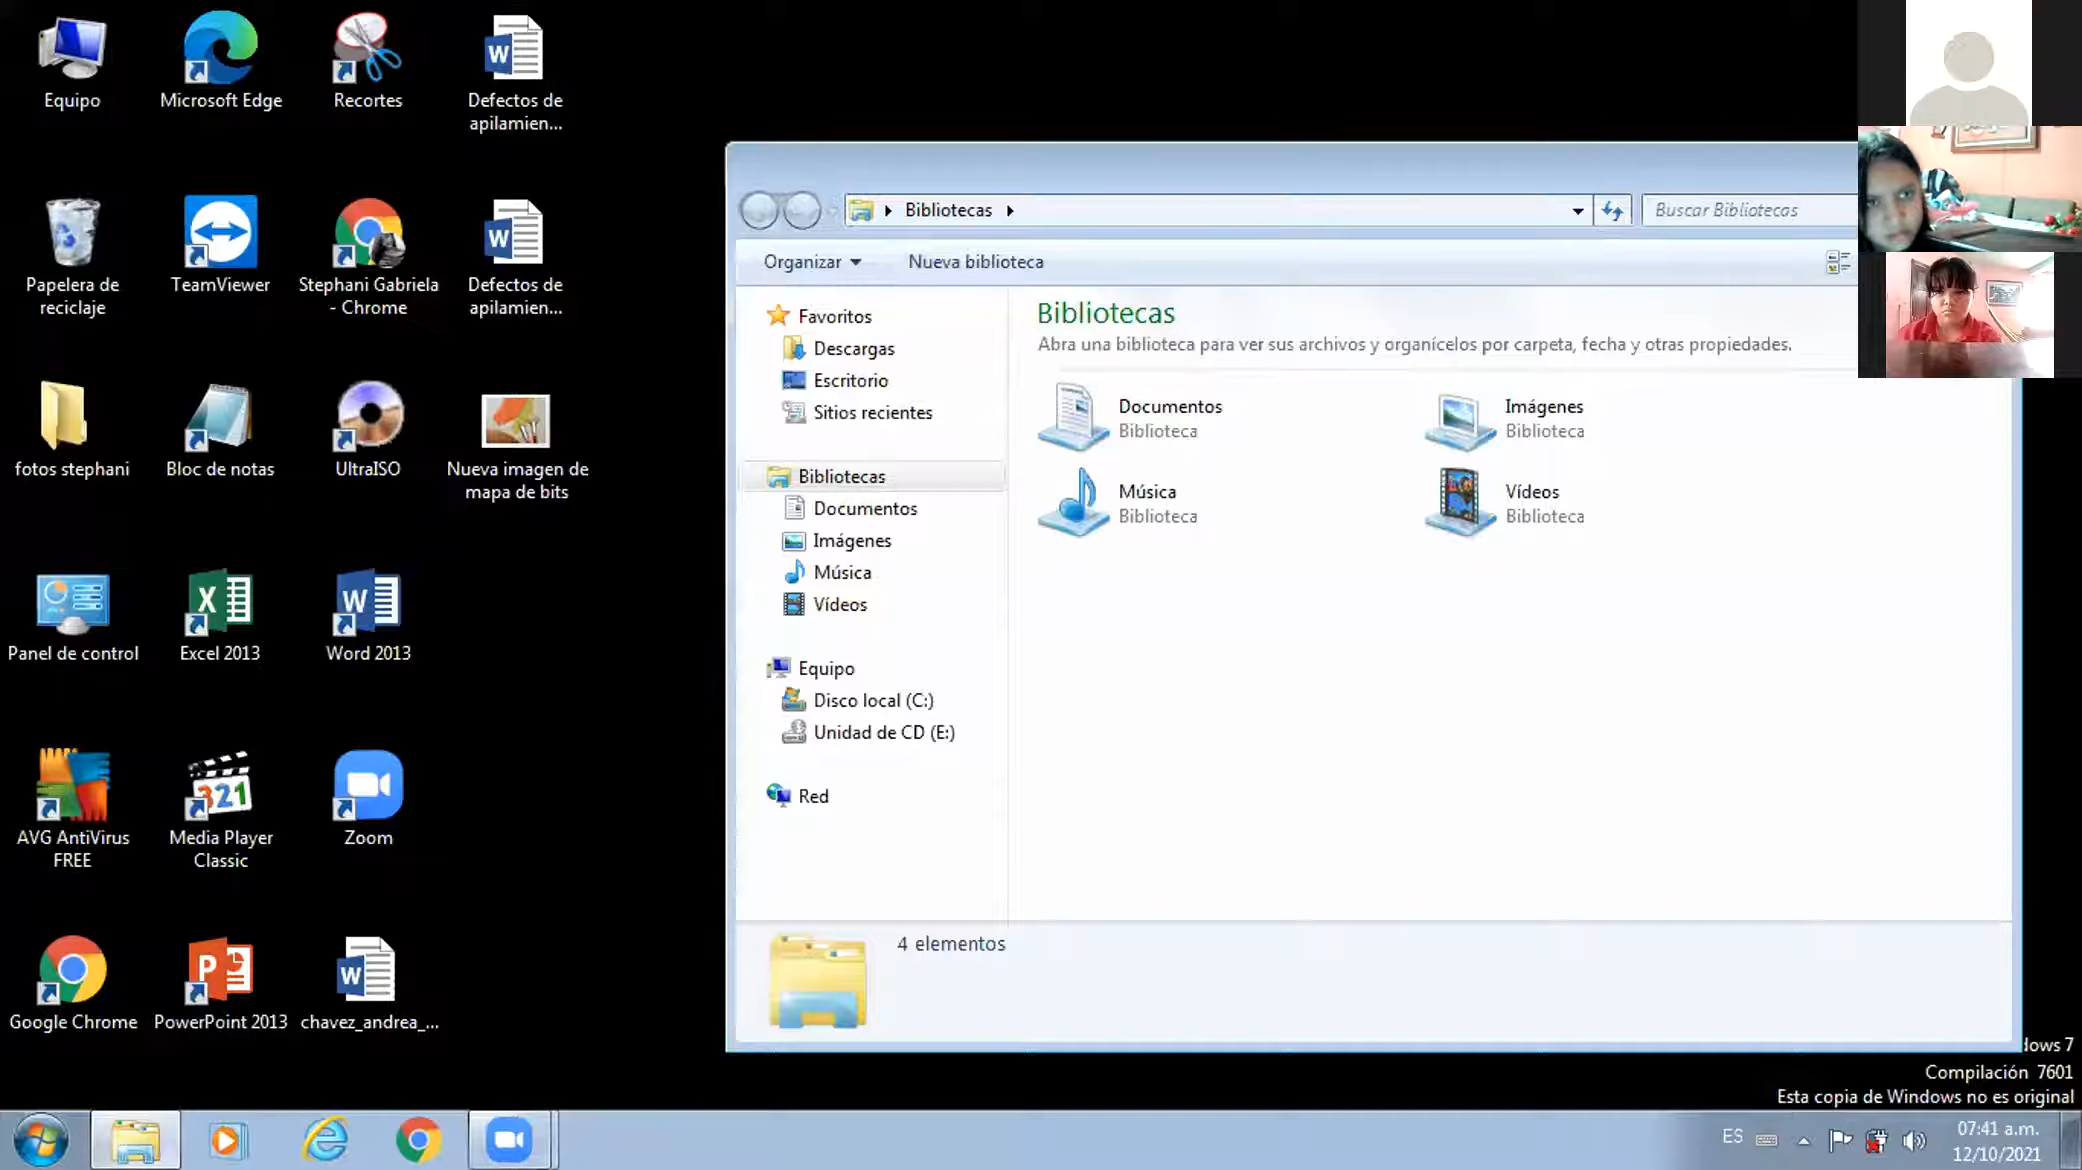 Equipo
Microsoft Edge
Recortes
Defectos de
apilamien...
Papelera de
reciclaje
TeamViewer
Stephani Gabriela
- Chrome
Defectos de
apilamien...
fotos stephani
Bloc de notas
UltraISO
Nueva imagen de
mapa de bits
Panel de control
Excel 2013
Word 2013
AVG AntiVirus
FREE
Media Player
Classic
Zoom
Google Chrome
PowerPoint 2013
chavez_andrea_...
Bibliotecas
Buscar Bibliotecas
Organizar
Nueva biblioteca
Favoritos
Descargas
Escritorio
Sitios recientes
Bibliotecas
Documentos
Imágenes
Música
Vídeos
Equipo
Disco local (C:)
Unidad de CD (E:)
Red
Bibliotecas
Abra una biblioteca para ver sus archivos y organícelos por carpeta, fecha y otras propiedades.
Documentos
Biblioteca
Imágenes
Biblioteca
Música
Biblioteca
Vídeos
Biblioteca
4 elementos
dows 7
Compilación 7601
Esta copia de Windows no es original
ES
07:41 a.m.
12/10/2021